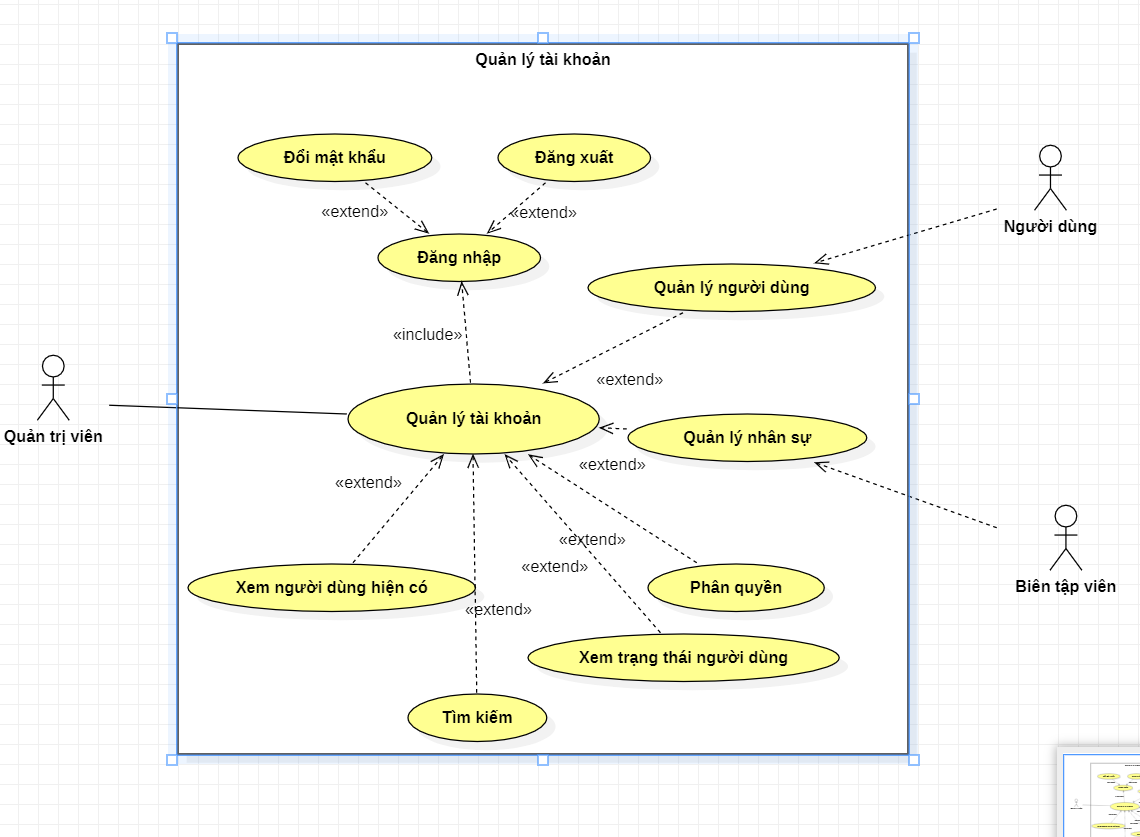 Quản lý tài khoản
Đổi mật khẩu
Đăng xuất
«extend»
«extend»
Người dùng
Đăng nhập
Quản lý người dùng
«include»
«extend»
Quản lý tài khoản
Quản trị viên
Quản lý nhân sự
«extend»
«extend»
«extend»
«extend»
Xem người dùng hiện có
Phân quyền
Biên tập viên
«extend»
Xem trạng thái người dùng
Tìm kiếm